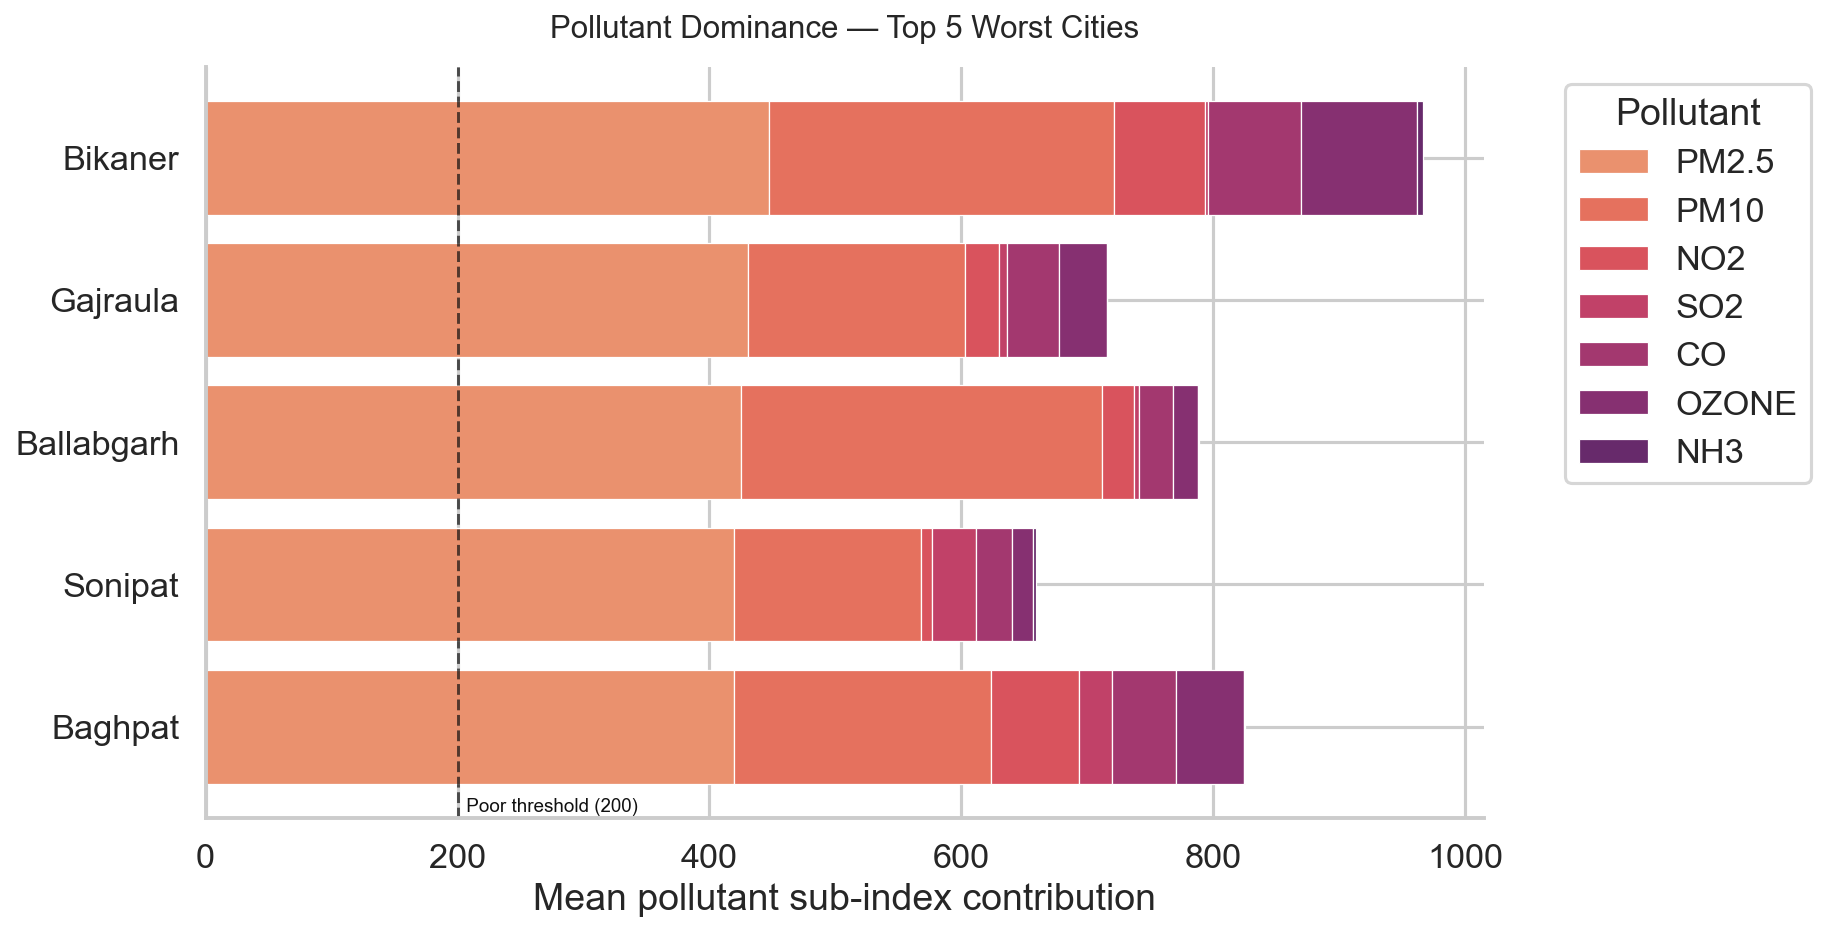 Pollutant Dominance — Top 5 Worst Cities
Bikaner
Gajraula
Ballabgarh
Sonipat
Baghpat
Poor threshold (200)
0 200 400 600 800 1000
Mean pollutant sub-index contribution
Pollutant
PM2.5
PM10
NO2
SO2
CO
OZONE
NH3